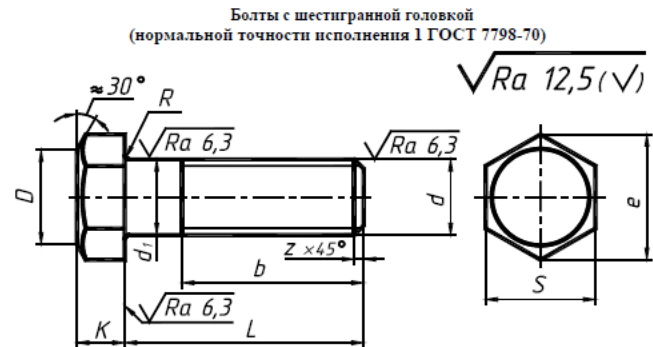 Болты с шестигранной головкой
(нормальной точности исполнения 1 ГОСТ 7798-70)
√Ra 12,5(√)
≈30°
R
√Ra 6,3
√Ra 6,3
D
d₁
d
e
z ×45°
b
S
√Ra 6,3
K
L